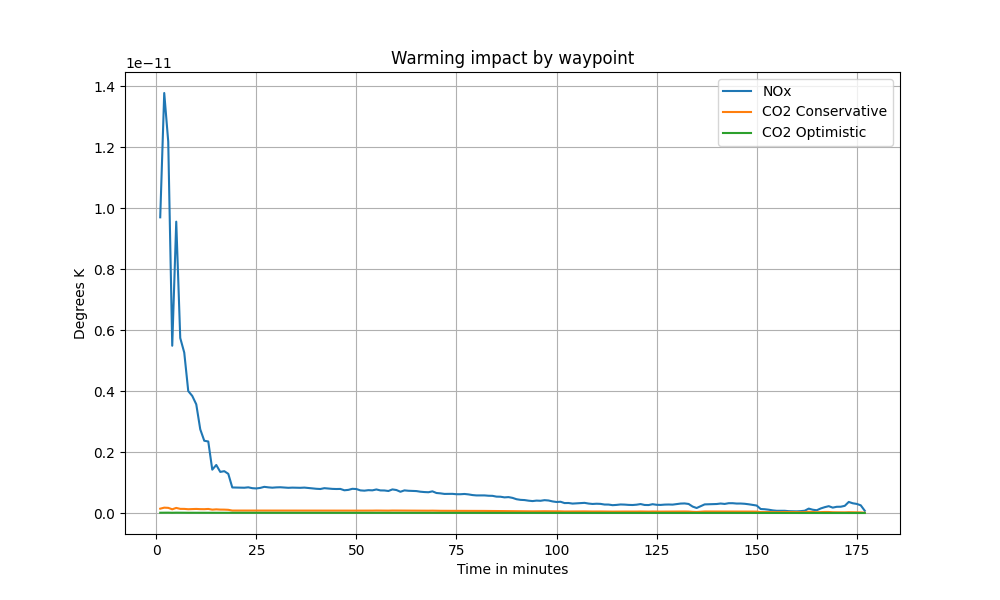 Warming impact by waypoint
1e−11
1.4
1.2
1.0
0.8
0.6
0.4
0.2
0.0
Degrees K
NOx
CO2 Conservative
CO2 Optimistic
0 25 50 75 100 125 150 175
Time in minutes